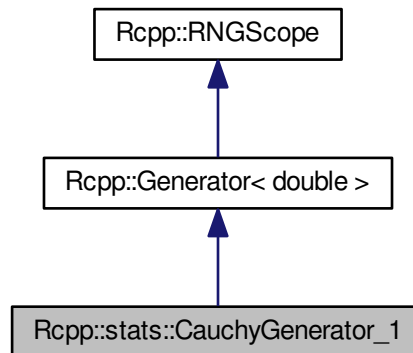 Rcpp::RNGScope
Rcpp::Generator< double >
Rcpp::stats::CauchyGenerator_1